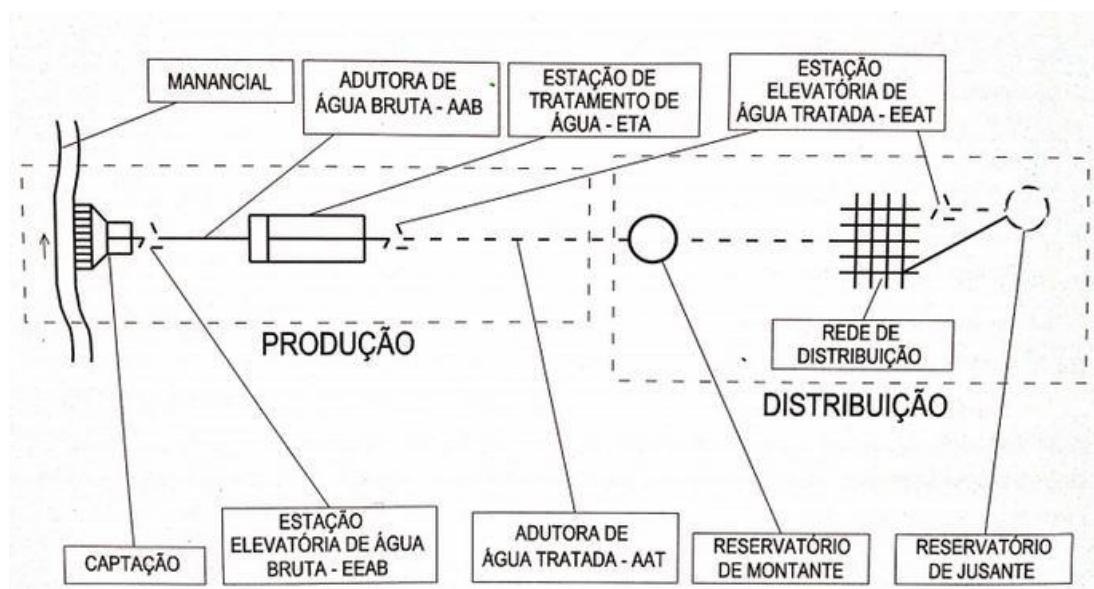 MANANCIAL
ADUTORA DE
ÁGUA BRUTA - AAB
ESTAÇÃO DE
TRATAMENTO DE
ÁGUA - ETA
ESTAÇÃO
ELEVATÓRIA DE
ÁGUA TRATADA - EEAT
PRODUÇÃO
REDE DE
DISTRIBUIÇÃO
DISTRIBUIÇÃO
CAPTAÇÃO
ESTAÇÃO
ELEVATÓRIA DE ÁGUA
BRUTA - EEAB
ADUTORA DE
ÁGUA TRATADA - AAT
RESERVATÓRIO
DE MONTANTE
RESERVATÓRIO
DE JUSANTE